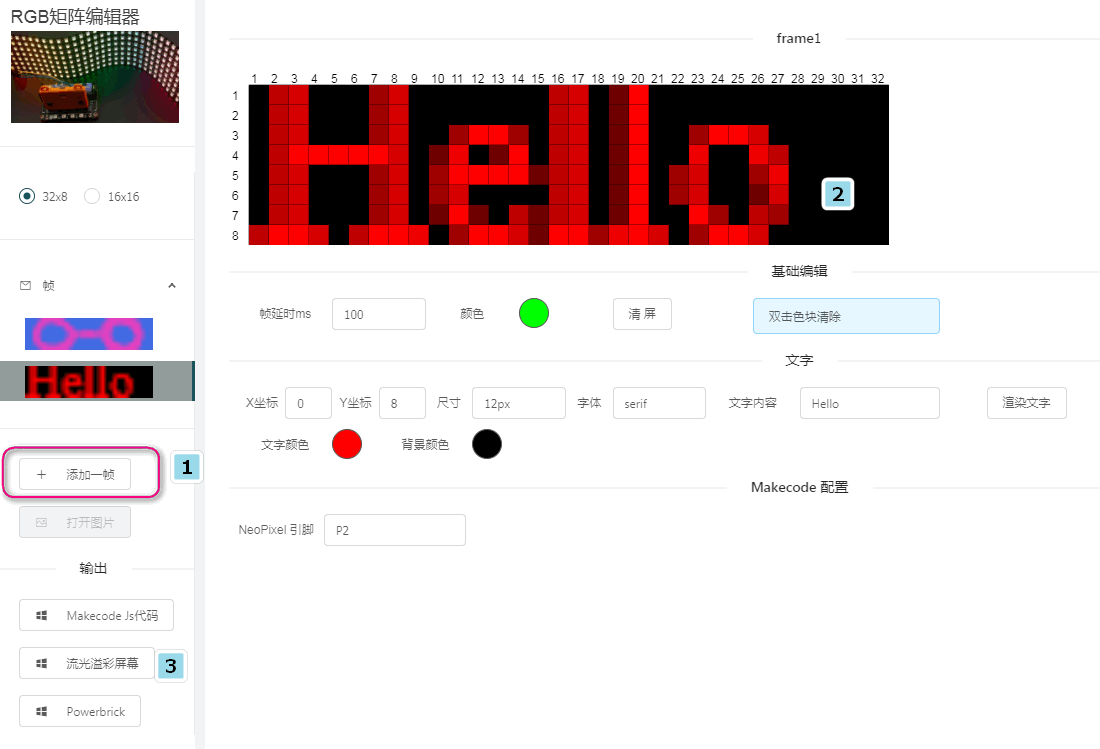 RGB矩阵编辑器
32x8 16x16
帧
Hello
1
添加一帧
打开图片
输出
Makecode Js代码
流光溢彩屏幕
3
Powerbrick
frame1
1 2 3 4 5 6 7 8 9 10 11 12 13 14 15 16 17 18 19 20 21 22 23 24 25 26 27 28 29 30 31 32
1
2
3
4
5
6
7
8
Hello
2
基础编辑
帧延时ms 100 颜色 清 屏 双击色块清除
文字
X坐标 0 Y坐标 8 尺寸 12px 字体 serif 文字内容 Hello 渲染文字
文字颜色 背景颜色
Makecode 配置
NeoPixel 引脚 P2